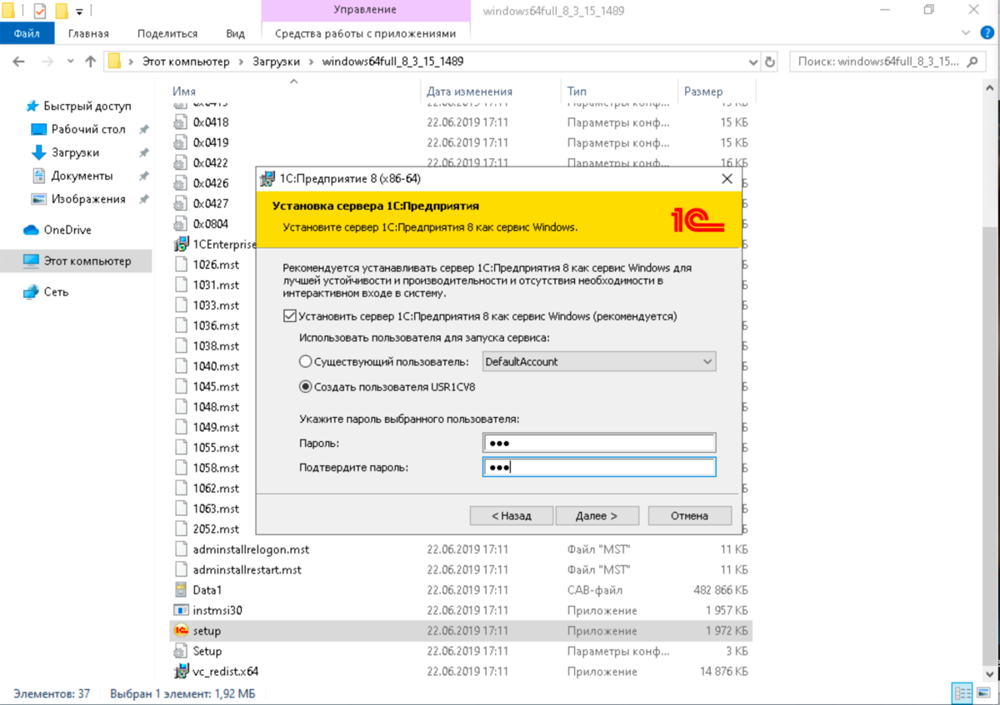 Управление
windows64full_8_3_15_1489
Файл Главная Поделиться Вид Средства работы с приложениями
Этот компьютер > Загрузки > windows64full_8_3_15_1489
Поиск: windows64full_8_3_15...
Имя Дата изменения Тип Размер
0x0418 22.06.2019 17:11 Параметры конф... 15 КБ
0x0419 22.06.2019 17:11 Параметры конф... 15 КБ
0x0422 22.06.2019 17:11 Параметры конф... 16 КБ
0x0426
0x0427
0x0804
1CEnterprise
1026.mst
1031.mst
1033.mst
1036.mst
1038.mst
1040.mst
1045.mst
1048.mst
1049.mst
1055.mst
1058.mst
1062.mst
1063.mst
2052.mst
adminstallrelogon.mst 22.06.2019 17:11 Файл "MST" 11 КБ
adminstallrestart.mst 22.06.2019 17:11 Файл "MST" 11 КБ
Data1 22.06.2019 17:11 CAB-файл 482 866 КБ
instmsi30 22.06.2019 17:11 Приложение 1 957 КБ
setup 22.06.2019 17:11 Приложение 1 972 КБ
Setup 22.06.2019 17:11 Параметры конф... 3 КБ
vc_redist.x64 22.06.2019 17:11 Приложение 14 876 КБ
Быстрый доступ
Рабочий стол
Загрузки
Документы
Изображения
OneDrive
Этот компьютер
Сеть
1С:Предприятие 8 (x86-64)
Установка сервера 1С:Предприятия
Установите сервер 1С:Предприятия 8 как сервис Windows.
1С
Рекомендуется устанавливать сервер 1С:Предприятия 8 как сервис Windows для
лучшей устойчивости и производительности и отсутствия необходимости в
интерактивном входе в систему.
Установить сервер 1С:Предприятия 8 как сервис Windows (рекомендуется)
Использовать пользователя для запуска сервиса:
Существующий пользователь: DefaultAccount
Создать пользователя USR1CV8
Укажите пароль выбранного пользователя:
Пароль: •••
Подтвердите пароль: •••
< Назад Далее > Отмена
Элементов: 37 Выбран 1 элемент: 1,92 МБ